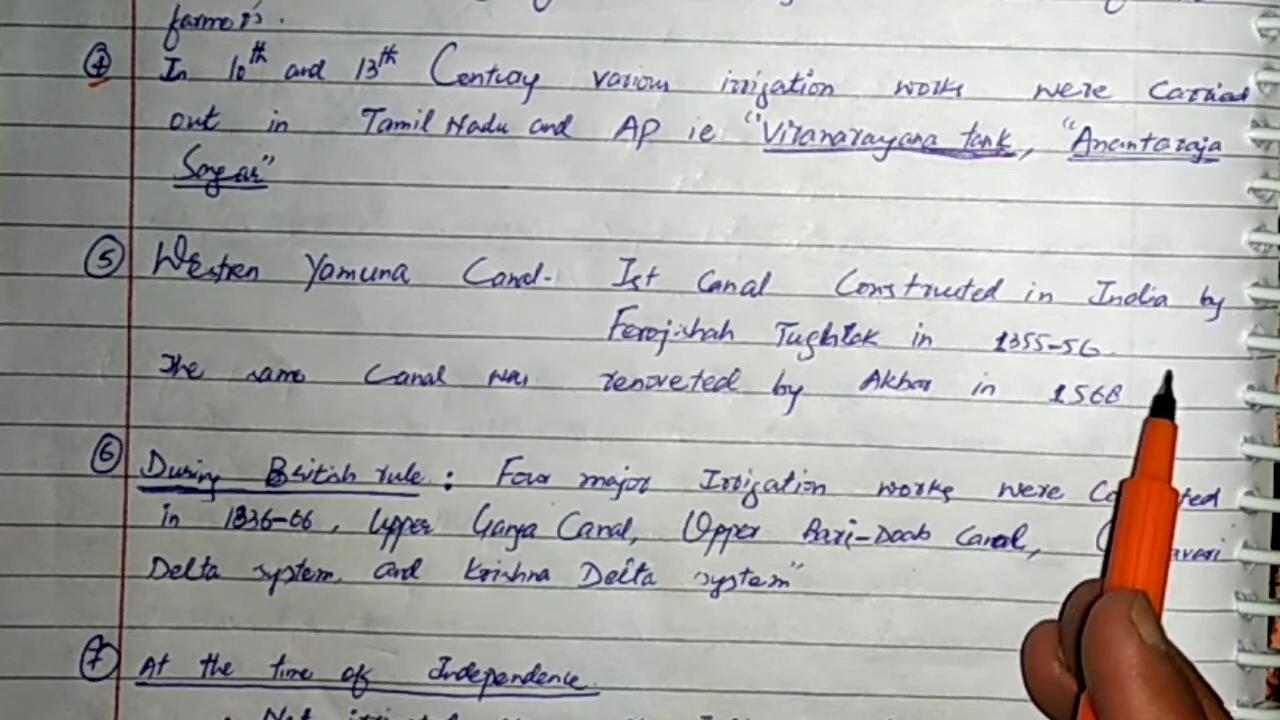 farmers.
④ In 10th and 13th Century various irrigation works were Carried
out in Tamil Nadu and AP ie "Viranarayana tank, "Anantaraja
Sagar"
⑤ Westren Yamuna Canal- Ist Canal Constructed in India by
Ferojshah Tughlak in 1355-56.
The same Canal was renoveted by Akbar in 1568
⑥ During British rule : Four major Irrigation works were
in 1836-66, Upper Ganga Canal, Upper Bari-Doab Canal,
Delta system and Krishna Delta system"
⑦ At the time of Independence